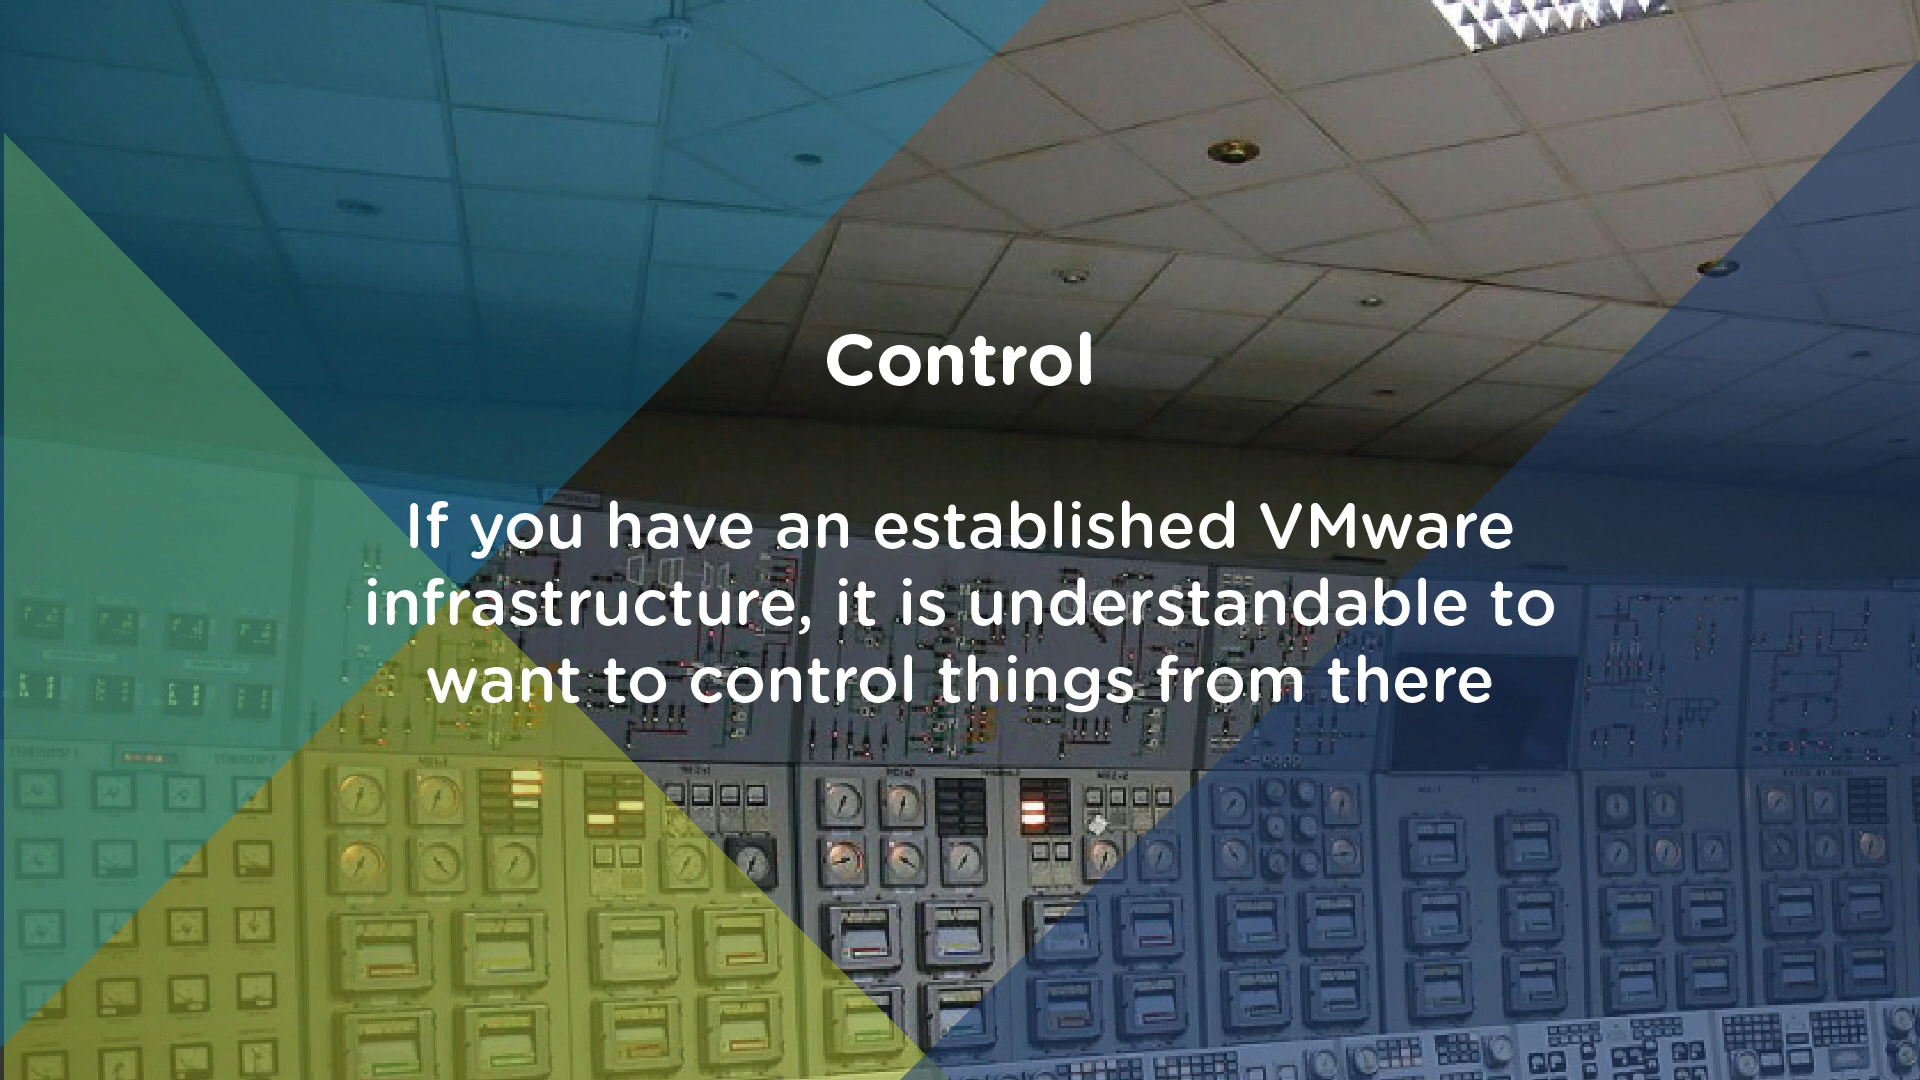 Control
If you have an established VMware
infrastructure, it is understandable to
want to control things from there